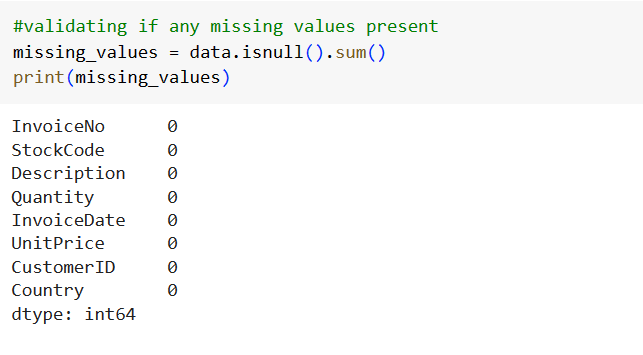 #validating if any missing values present
missing_values = data.isnull().sum()
print(missing_values)
InvoiceNo 0
StockCode 0
Description 0
Quantity 0
InvoiceDate 0
UnitPrice 0
CustomerID 0
Country 0
dtype: int64